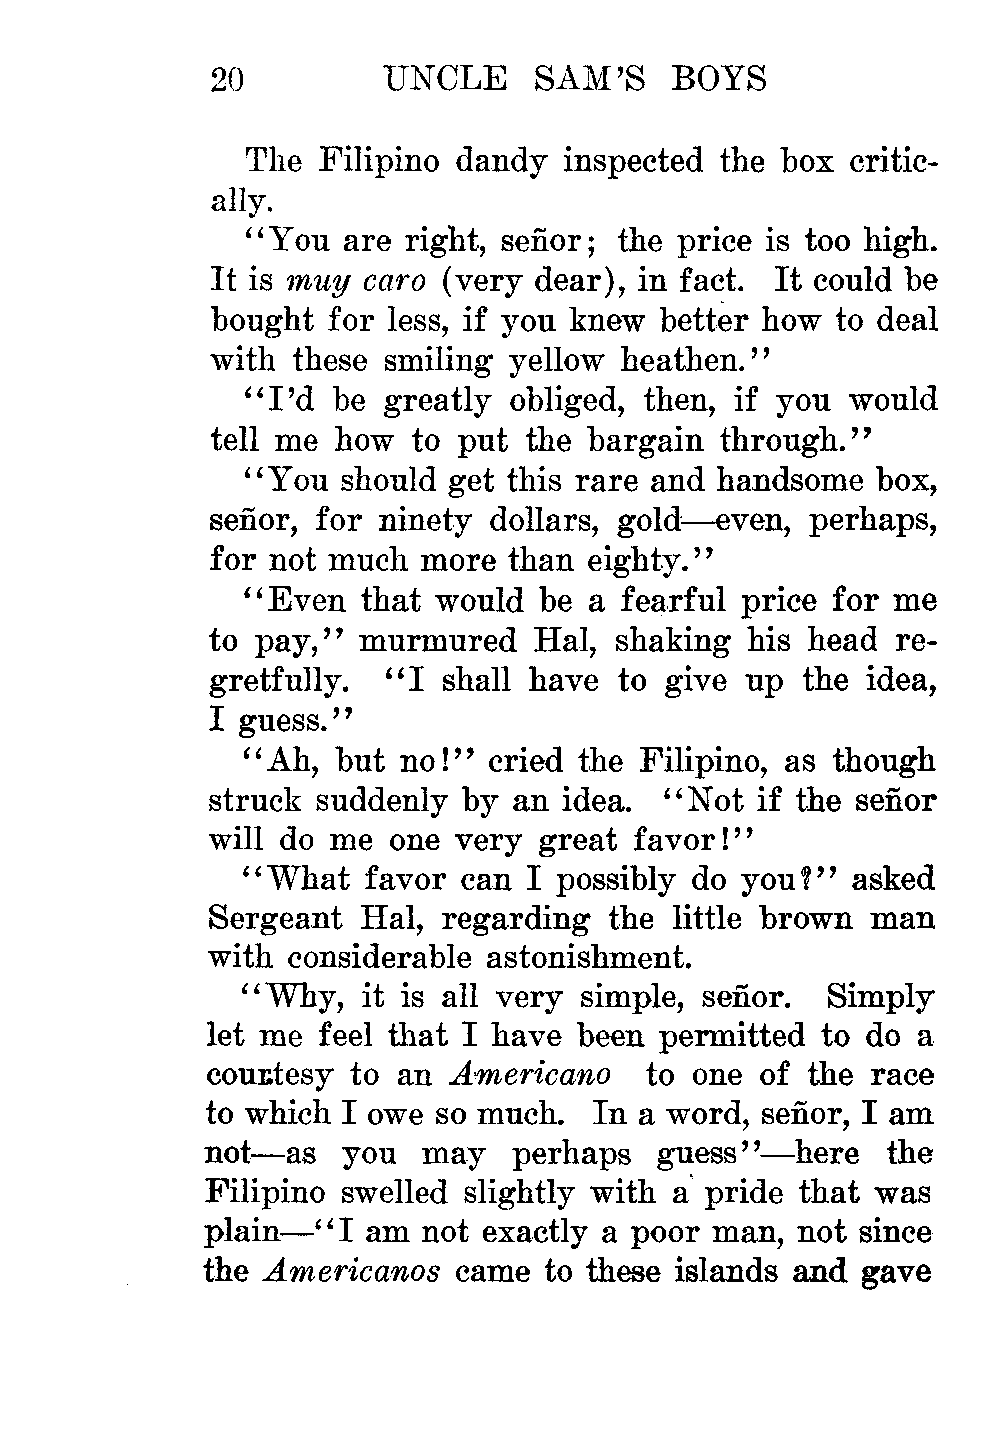 20 UNCLE SAM'S BOYS
The Filipino dandy inspected the box critic-
ally.
"You are right, señor; the price is too high.
It is muy caro (very dear), in fact. It could be
bought for less, if you knew better how to deal
with these smiling yellow heathen."
"I'd be greatly obliged, then, if you would
tell me how to put the bargain through."
"You should get this rare and handsome box,
señor, for ninety dollars, gold—even, perhaps,
for not much more than eighty."
"Even that would be a fearful price for me
to pay," murmured Hal, shaking his head re-
gretfully. "I shall have to give up the idea,
I guess."
"Ah, but no!" cried the Filipino, as though
struck suddenly by an idea. "Not if the señor
will do me one very great favor!"
"What favor can I possibly do you?" asked
Sergeant Hal, regarding the little brown man
with considerable astonishment.
"Why, it is all very simple, señor. Simply
let me feel that I have been permitted to do a
courtesy to an Americano to one of the race
to which I owe so much. In a word, señor, I am
not—as you may perhaps guess"—here the
Filipino swelled slightly with a pride that was
plain—"I am not exactly a poor man, not since
the Americanos came to these islands and gave